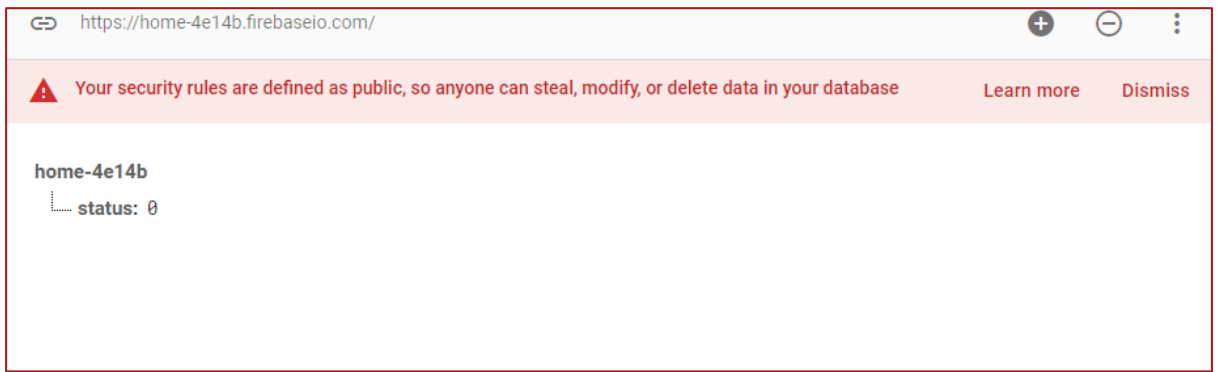 https://home-4e14b.firebaseio.com/
Your security rules are defined as public, so anyone can steal, modify, or delete data in your database Learn more Dismiss
home-4e14b
status: 0